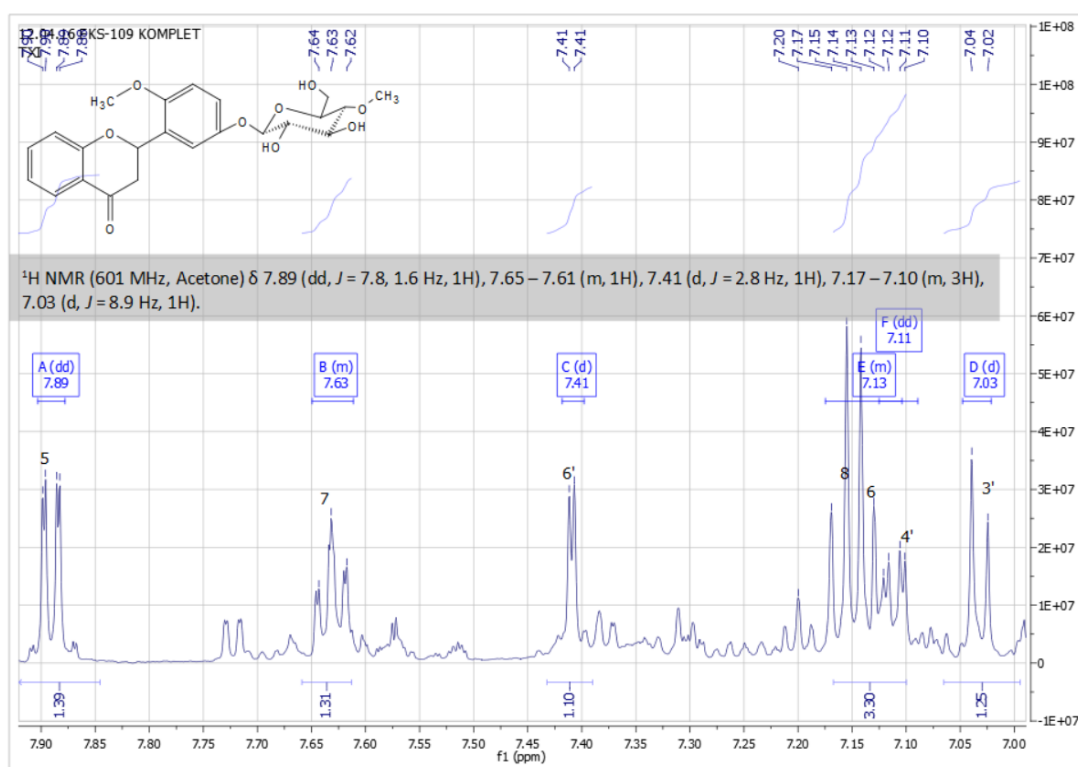 12.04.16 KS-109 KOMPLET
TXI
7.89
7.88
7.64
7.63
7.62
7.41
7.41
7.20
7.17
7.15
7.14
7.13
7.12
7.12
7.11
7.10
7.04
7.02
H₃C
O
O
O
O
HO
O
HO
OH
O
CH₃
O
¹H NMR (601 MHz, Acetone) δ 7.89 (dd, J = 7.8, 1.6 Hz, 1H), 7.65 – 7.61 (m, 1H), 7.41 (d, J = 2.8 Hz, 1H), 7.17 – 7.10 (m, 3H),
7.03 (d, J = 8.9 Hz, 1H).
A (dd)
7.89
B (m)
7.63
C (d)
7.41
F (dd)
7.11
E (m)
7.13
D (d)
7.03
5
7
6'
8
6
4'
3'
1E+08
1E+08
9E+07
8E+07
7E+07
6E+07
5E+07
4E+07
3E+07
2E+07
1E+07
0
-1E+07
1.39
1.31
1.10
3.30
1.25
7.90 7.85 7.80 7.75 7.70 7.65 7.60 7.55 7.50 7.45 7.40 7.35 7.30 7.25 7.20 7.15 7.10 7.05 7.00
f1 (ppm)